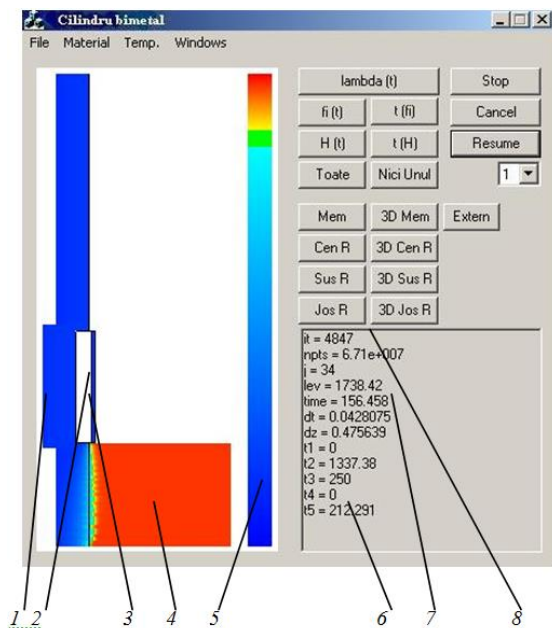 Cilindru bimetal
File Material Temp. Windows
lambda (t) Stop
fi (t) t (fi) Cancel
H (t) t (H) Resume
Toate Nici Unul 1
Mem 3D Mem Extern
Cen R 3D Cen R
Sus R 3D Sus R
Jos R 3D Jos R
it = 4847
npts = 6.71e+007
j = 34
lev = 1738.42
time = 156.458
dt = 0.0428075
dz = 0.475639
t1 = 0
t2 = 1337.38
t3 = 250
t4 = 0
t5 = 212.291
1 2 3 4 5 6 7 8